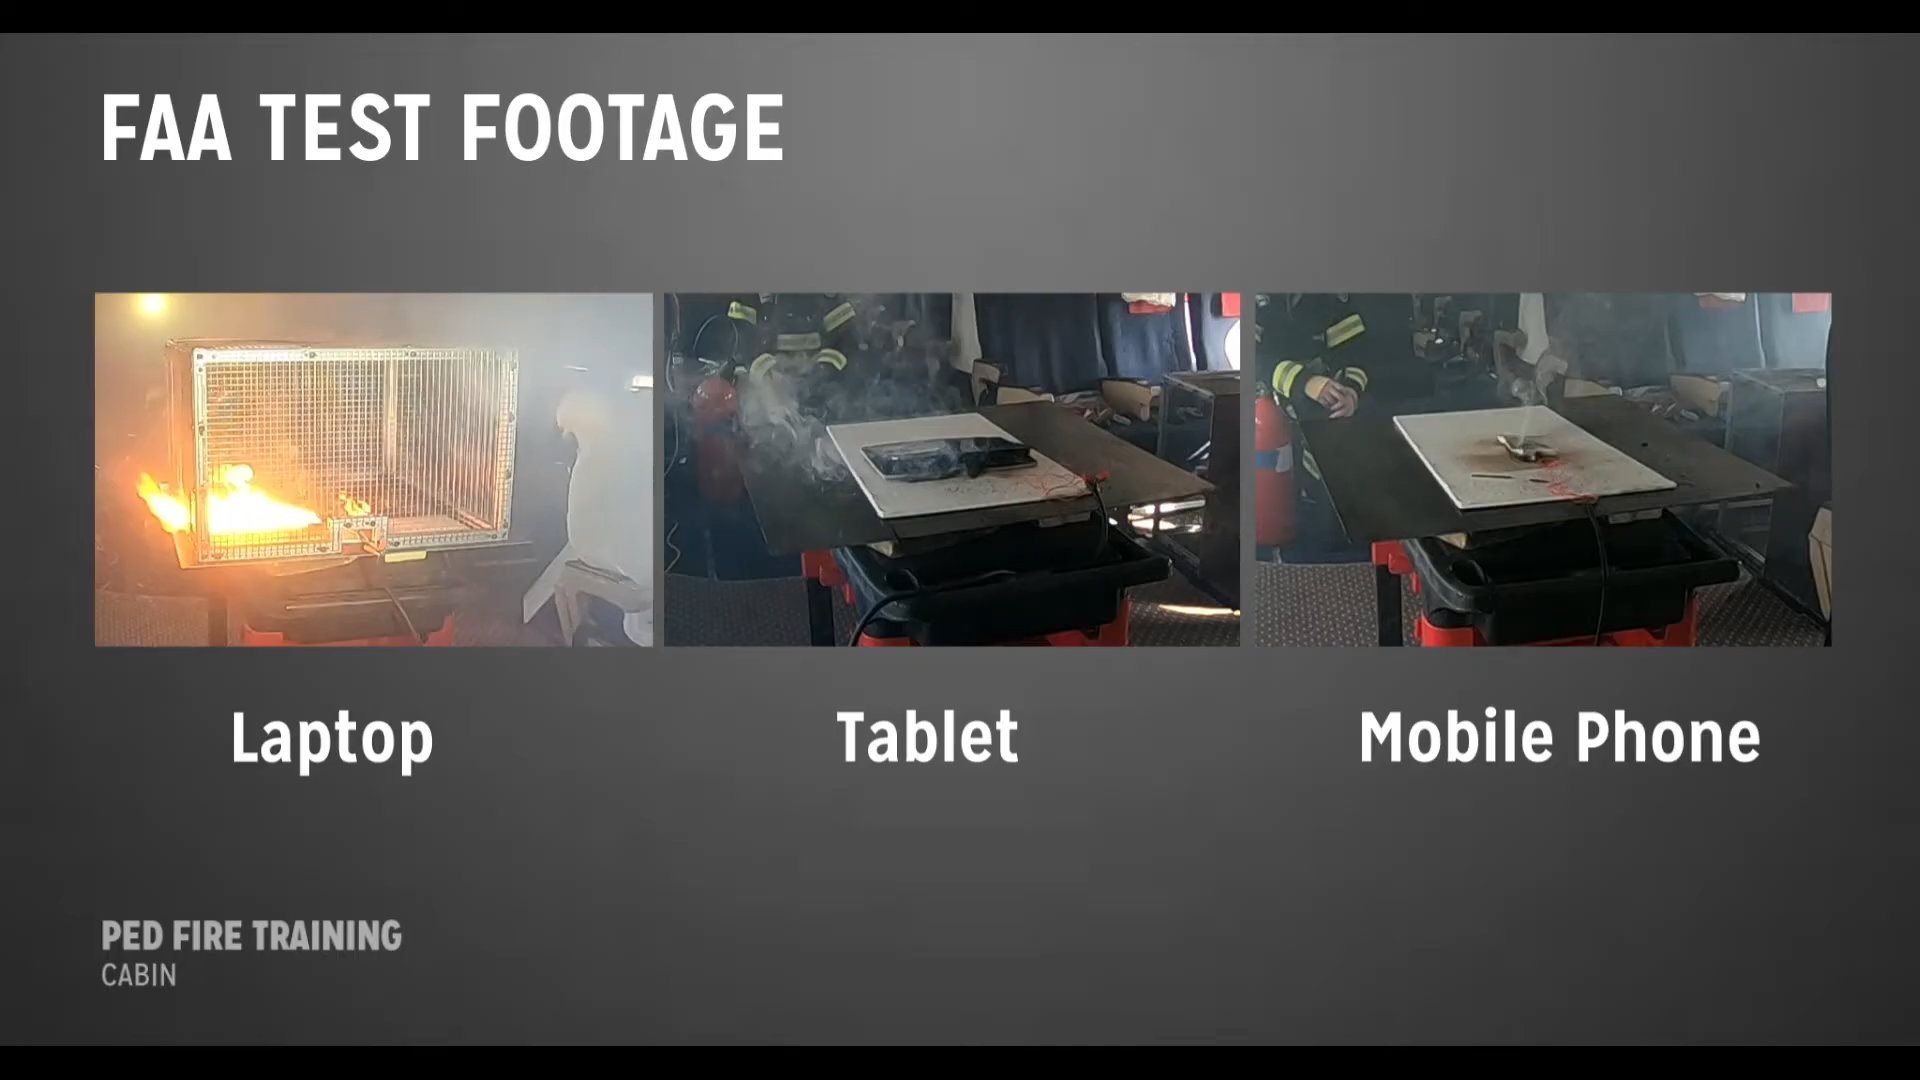 FAA TEST FOOTAGE
Laptop
Tablet
Mobile Phone
PED FIRE TRAINING
CABIN